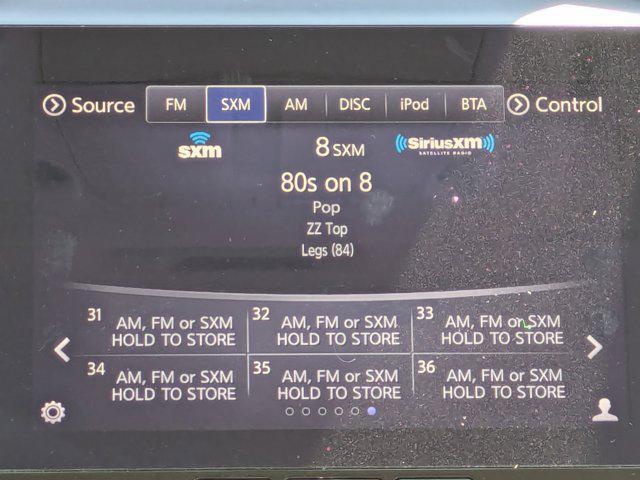 Source FM SXM AM DISC iPod BTA Control
sxm 8 SXM SiriusXM
SATELLITE RADIO
80s on 8
Pop
ZZ Top
Legs (84)
31 AM, FM or SXM 32 AM, FM or SXM 33 AM, FM or SXM
HOLD TO STORE HOLD TO STORE HOLD TO STORE
34 AM, FM or SXM 35 AM, FM or SXM 36 AM, FM or SXM
HOLD TO STORE HOLD TO STORE HOLD TO STORE